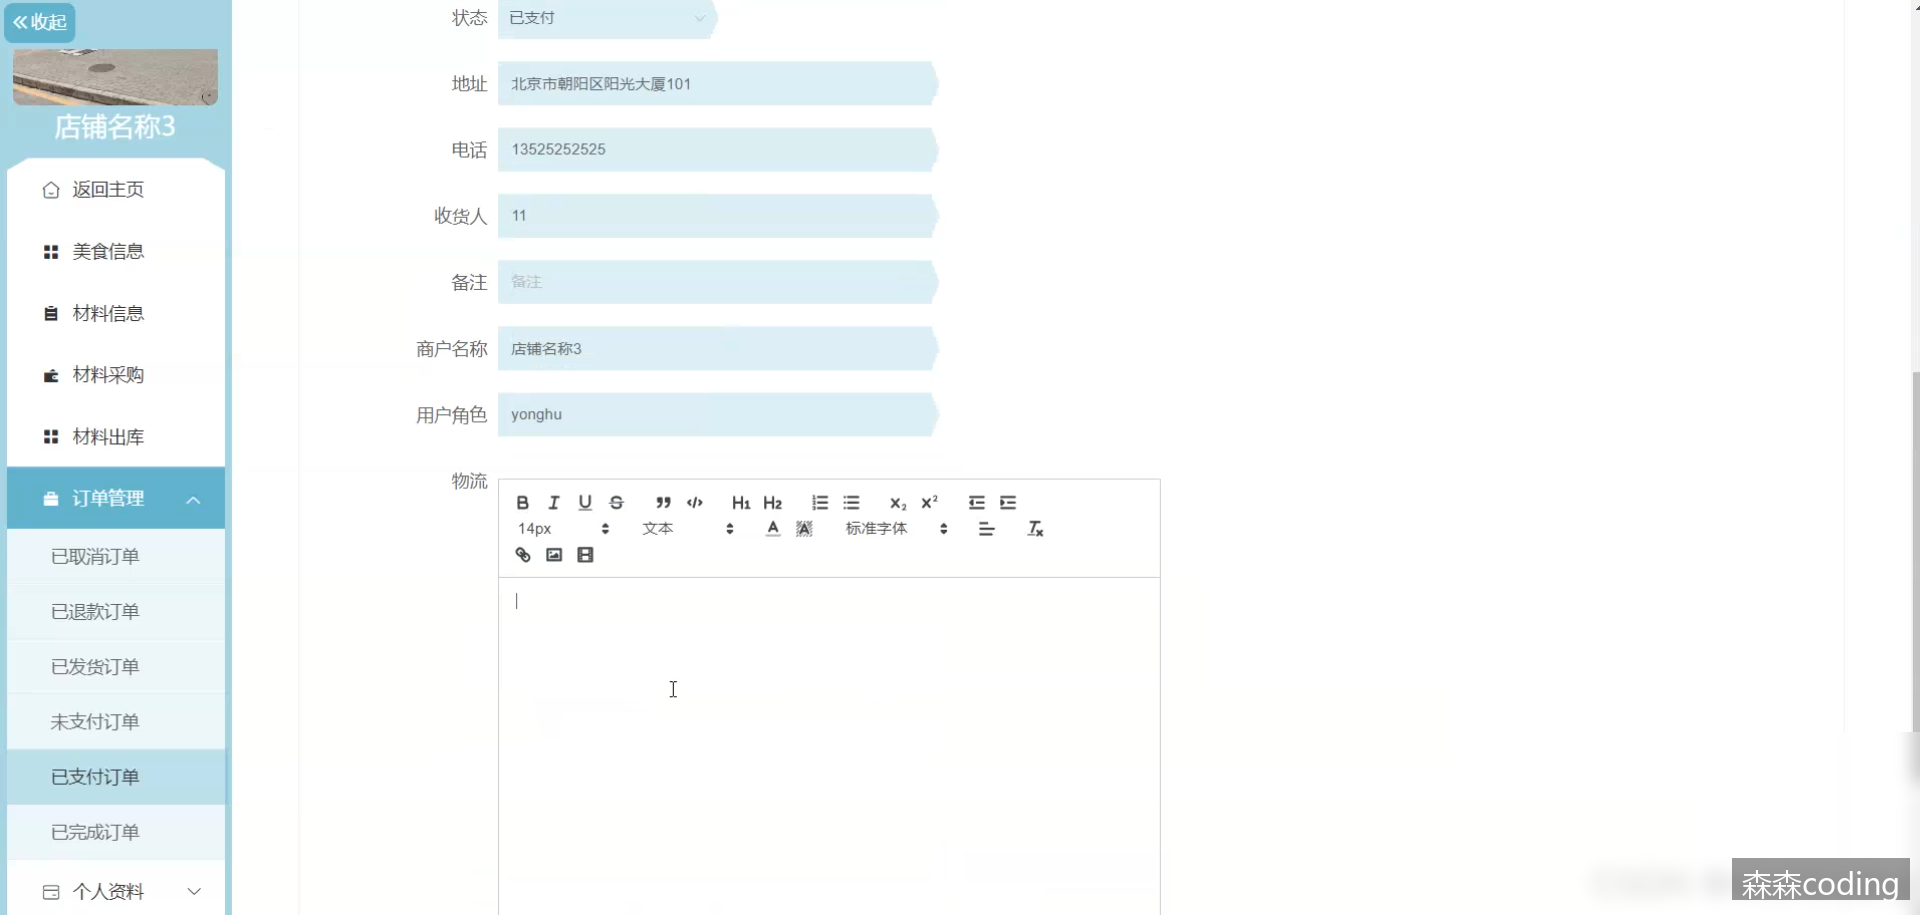 收起
店铺名称3
返回主页
美食信息
材料信息
材料采购
材料出库
订单管理
已取消订单
已退款订单
已发货订单
未支付订单
已支付订单
已完成订单
个人资料
状态 已支付
地址 北京市朝阳区阳光大厦101
电话 13525252525
收货人 11
备注 备注
商户名称 店铺名称3
用户角色 yonghu
物流
B I U S H1 H2 X2 X2
14px 文本 A A 标准字体 Tx
森森coding